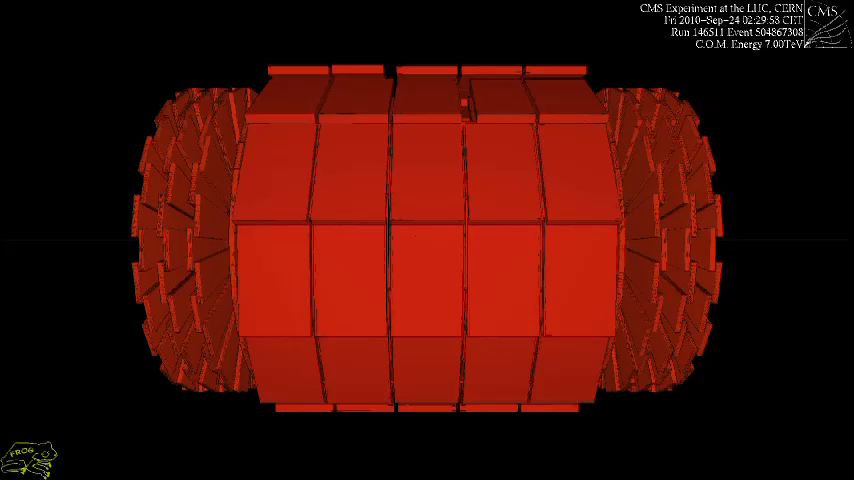 CMS Experiment at the LHC, CERN
Fri 2010-Sep-24 02:29:58 CET
Run 146511 Event 504867308
C.O.M. Energy 7.00TeV
CMS
FROG